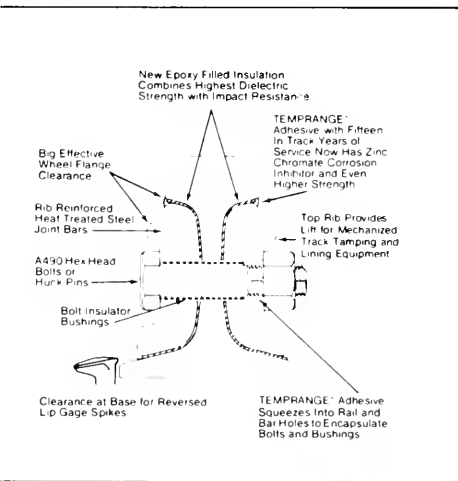 New Epoxy Filled Insulation
Combines Highest Dielectric
Strength with Impact Resistance
TEMPRANGE'
Adhesive with Fifteen
In Track Years of
Service Now Has Zinc
Chromate Corrosion
Inhibitor and Even
Higher Strength
Big Effective
Wheel Flange
Clearance
Rib Reinforced
Heat Treated Steel
Joint Bars
Top Rib Provides
Lift for Mechanized
Track Tamping and
Lining Equipment
A490 Hex Head
Bolts or
Huck Pins
Bolt Insulator
Bushings
Clearance at Base for Reversed
Lip Gage Spikes
TEMPRANGE' Adhesive
Squeezes Into Rail and
Bar Holes to Encapsulate
Bolts and Bushings